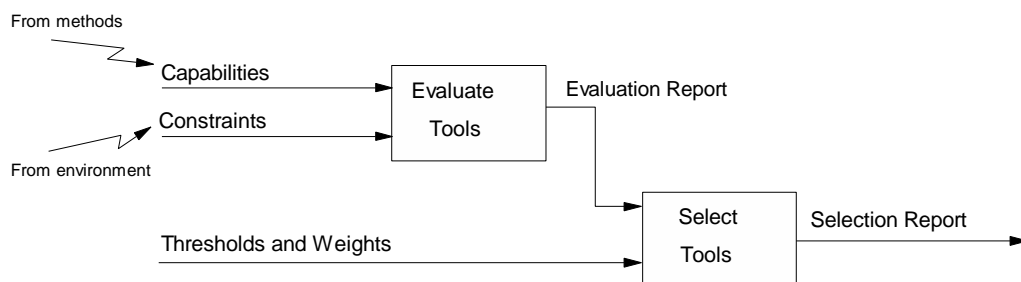 From methods
Capabilities
Constraints
From environment
Evaluate
Tools
Evaluation Report
Thresholds and Weights
Select
Tools
Selection Report